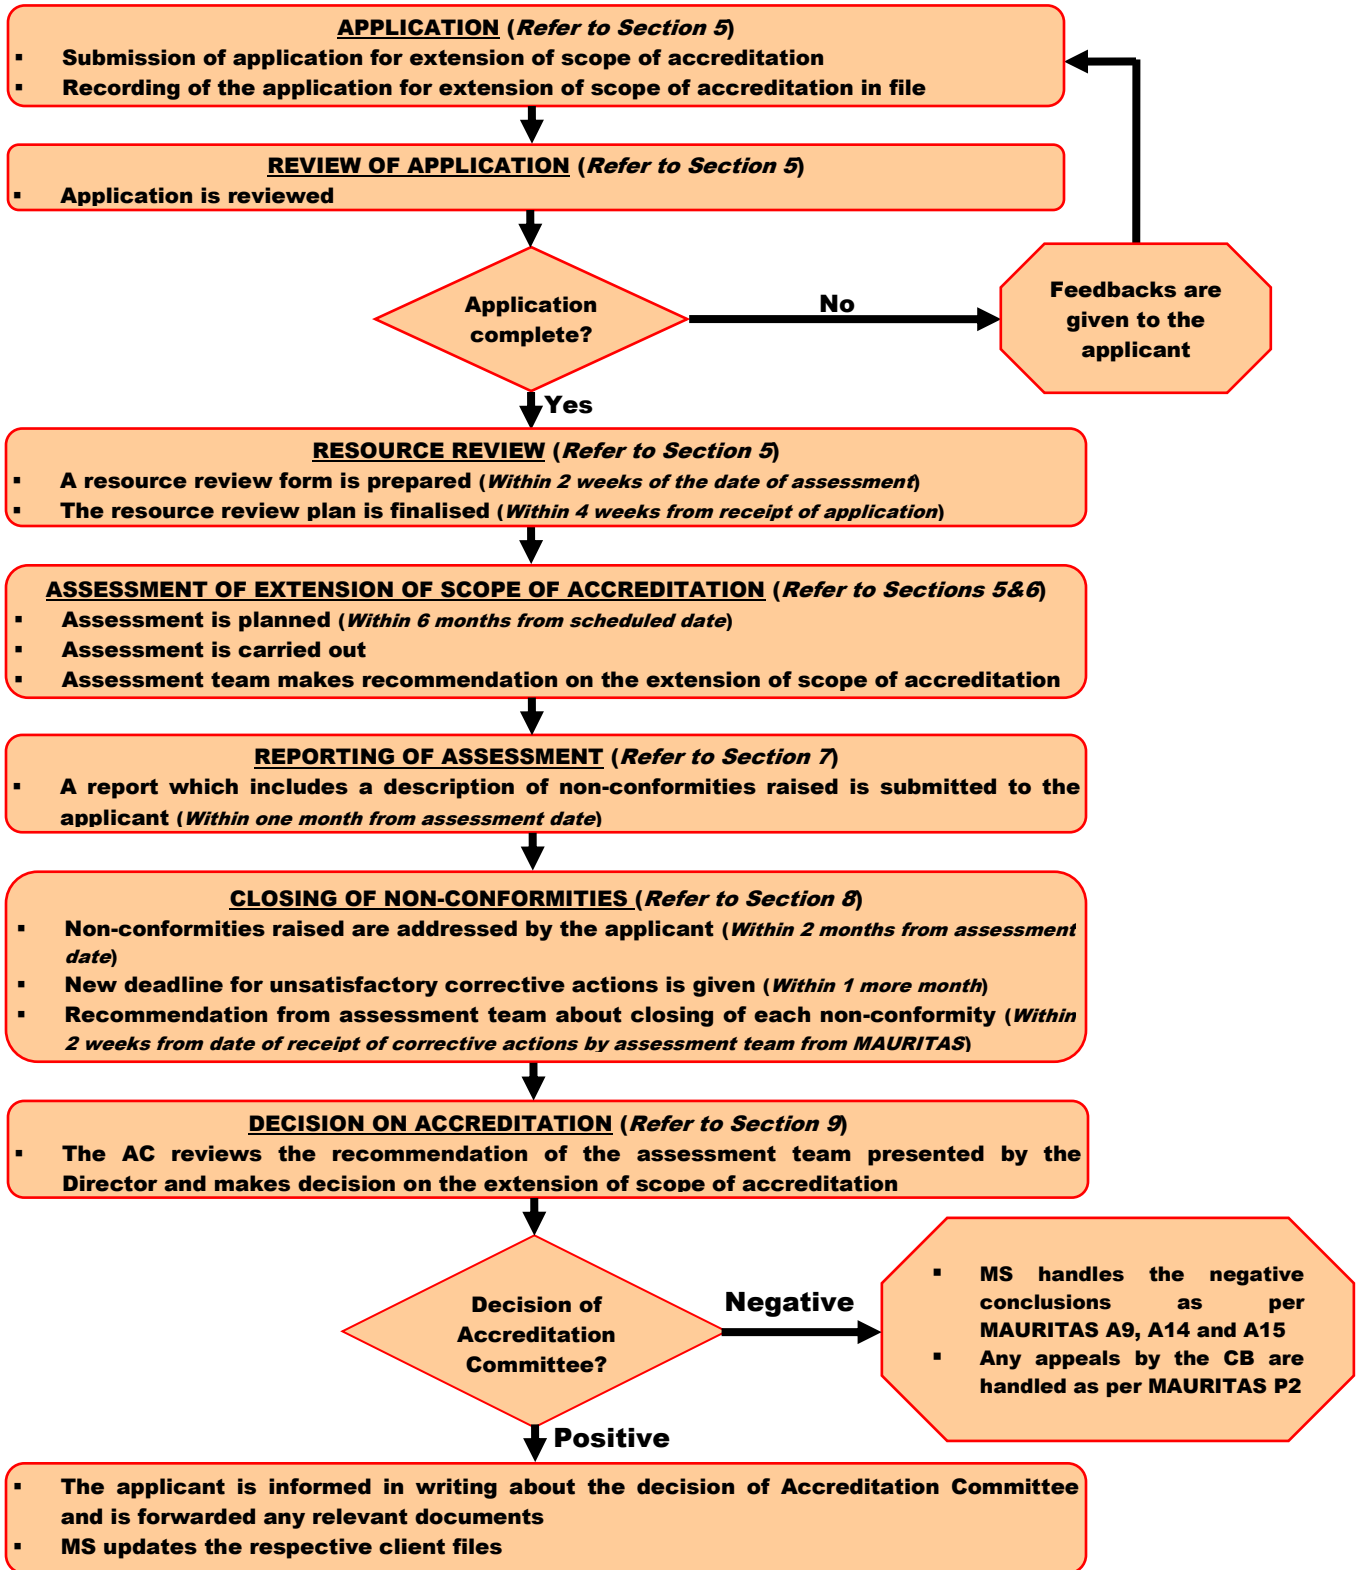 APPLICATION (Refer to Section 5)
▪ Submission of application for extension of scope of accreditation
▪ Recording of the application for extension of scope of accreditation in file
REVIEW OF APPLICATION (Refer to Section 5)
▪ Application is reviewed
Application
complete?
No
Feedbacks are
given to the
applicant
Yes
RESOURCE REVIEW (Refer to Section 5)
▪ A resource review form is prepared (Within 2 weeks of the date of assessment)
▪ The resource review plan is finalised (Within 4 weeks from receipt of application)
ASSESSMENT OF EXTENSION OF SCOPE OF ACCREDITATION (Refer to Sections 5&6)
▪ Assessment is planned (Within 6 months from scheduled date)
▪ Assessment is carried out
▪ Assessment team makes recommendation on the extension of scope of accreditation
REPORTING OF ASSESSMENT (Refer to Section 7)
▪ A report which includes a description of non-conformities raised is submitted to the
applicant (Within one month from assessment date)
CLOSING OF NON-CONFORMITIES (Refer to Section 8)
▪ Non-conformities raised are addressed by the applicant (Within 2 months from assessment
date)
▪ New deadline for unsatisfactory corrective actions is given (Within 1 more month)
▪ Recommendation from assessment team about closing of each non-conformity (Within
2 weeks from date of receipt of corrective actions by assessment team from MAURITAS)
DECISION ON ACCREDITATION (Refer to Section 9)
▪ The AC reviews the recommendation of the assessment team presented by the
Director and makes decision on the extension of scope of accreditation
Decision of
Accreditation
Committee?
Negative
▪ MS handles the negative
conclusions as per
MAURITAS A9, A14 and A15
▪ Any appeals by the CB are
handled as per MAURITAS P2
Positive
▪ The applicant is informed in writing about the decision of Accreditation Committee
and is forwarded any relevant documents
▪ MS updates the respective client files